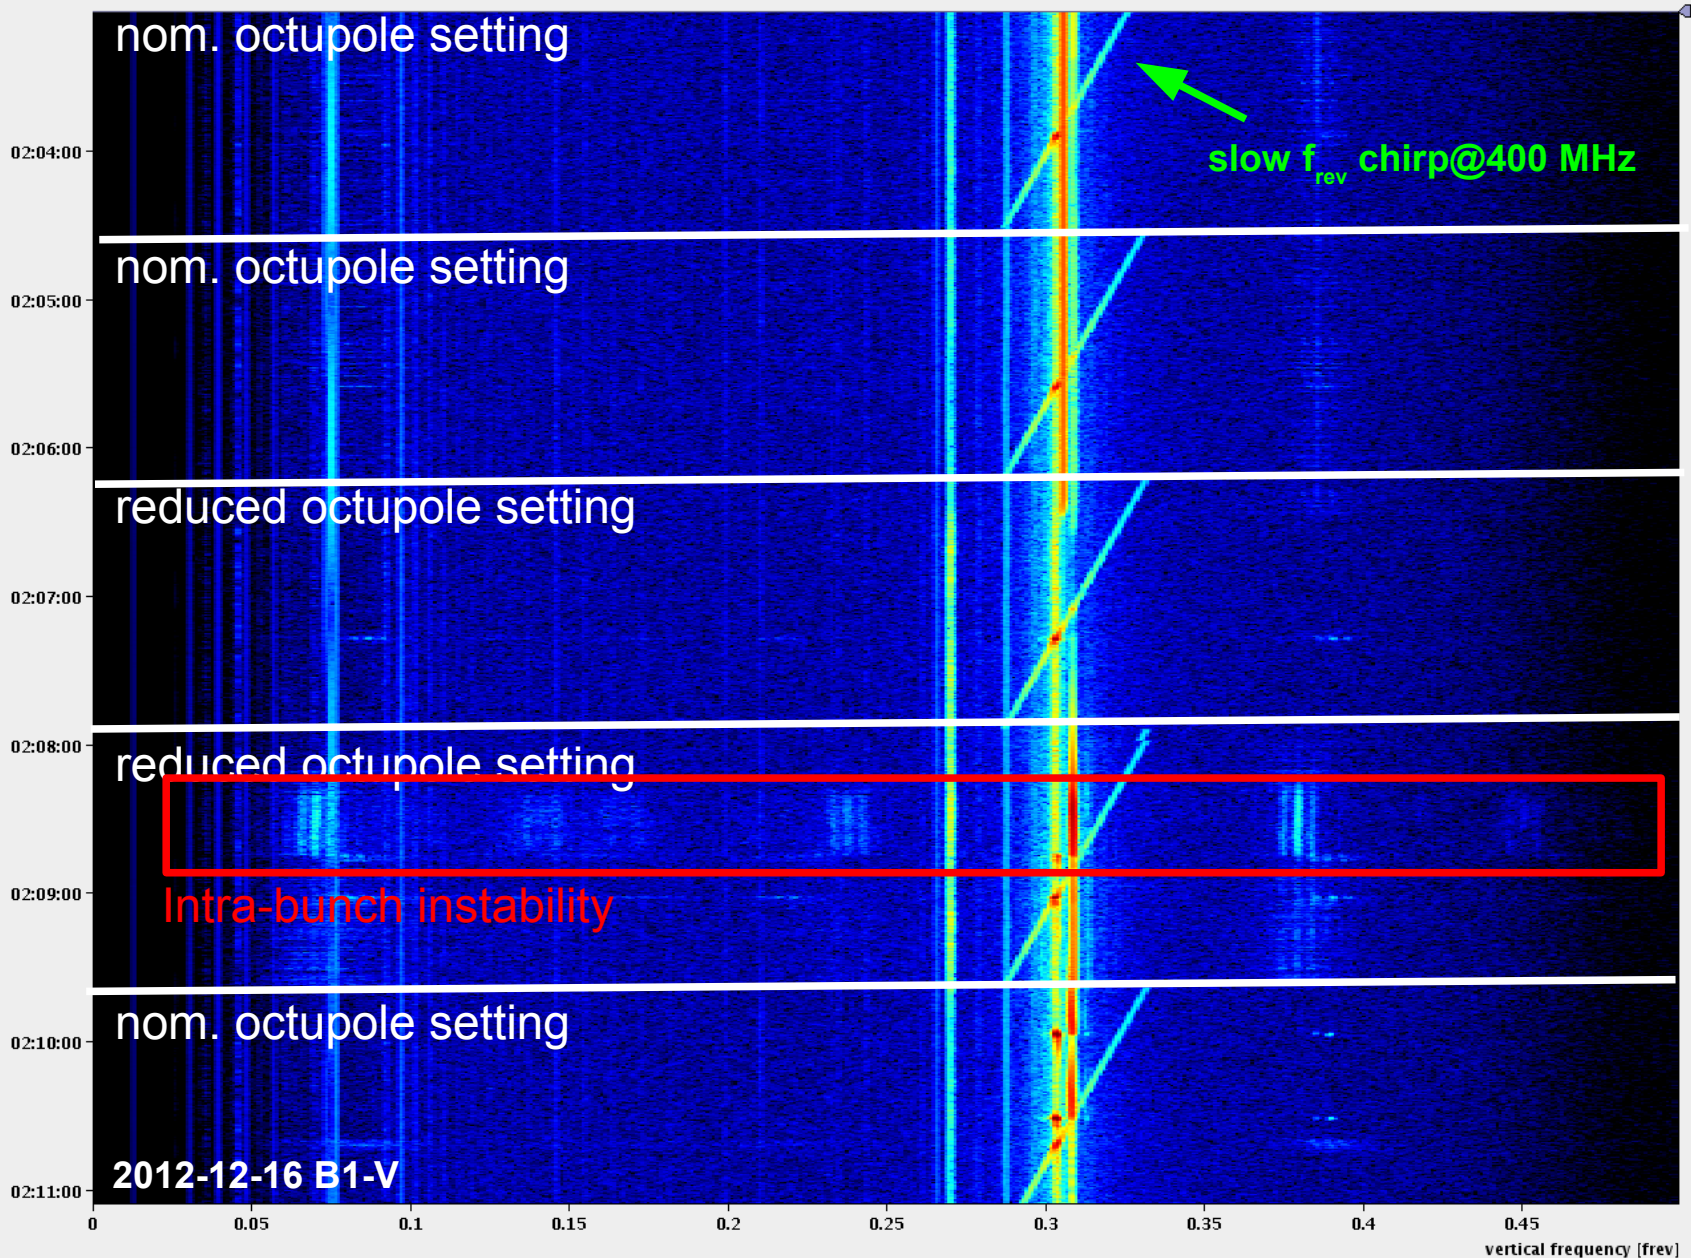 nom. octupole setting
slow f_rev chirp@400 MHz
02:04:00
nom. octupole setting
02:05:00
02:06:00
reduced octupole setting
02:07:00
02:08:00
reduced octupole setting
02:09:00
Intra-bunch instability
nom. octupole setting
02:10:00
2012-12-16 B1-V
02:11:00
0 0.05 0.1 0.15 0.2 0.25 0.3 0.35 0.4 0.45
vertical frequency [frev]